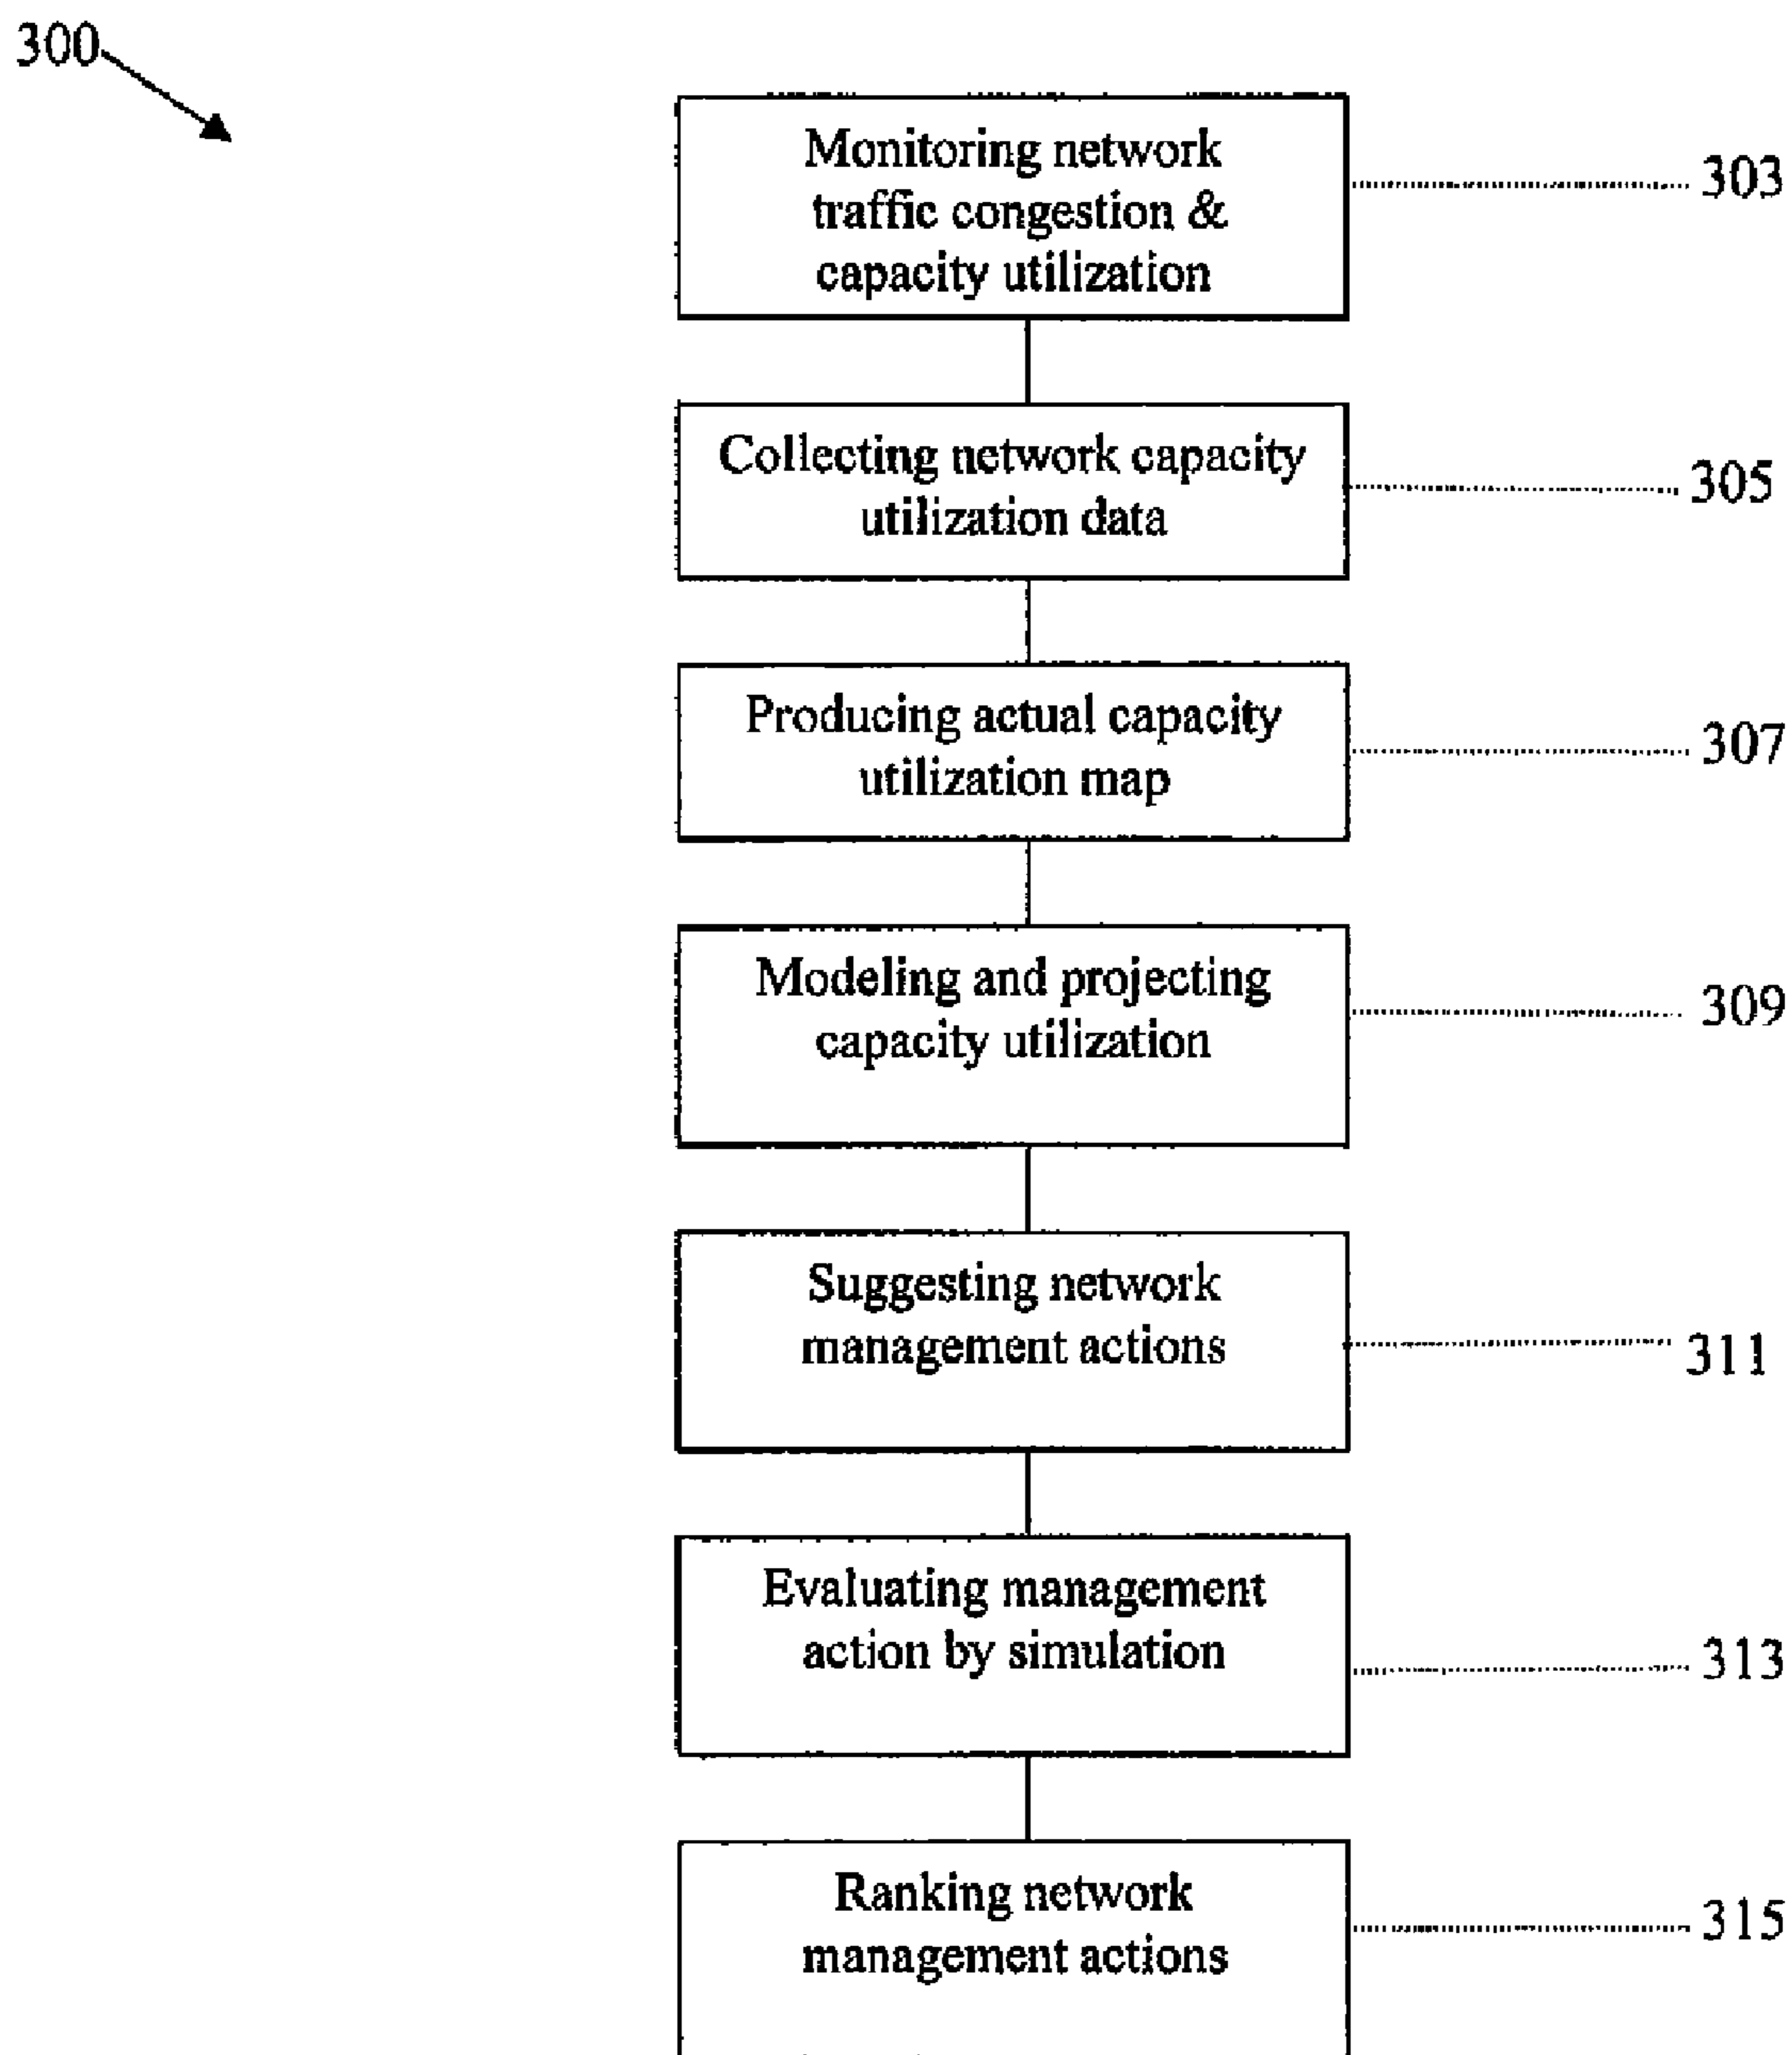 300
Monitoring network
traffic congestion &
capacity utilization
303
Collecting network capacity
utilization data
305
Producing actual capacity
utilization map
307
Modeling and projecting
capacity utilization
309
Suggesting network
management actions
311
Evaluating management
action by simulation
313
Ranking network
management actions
315